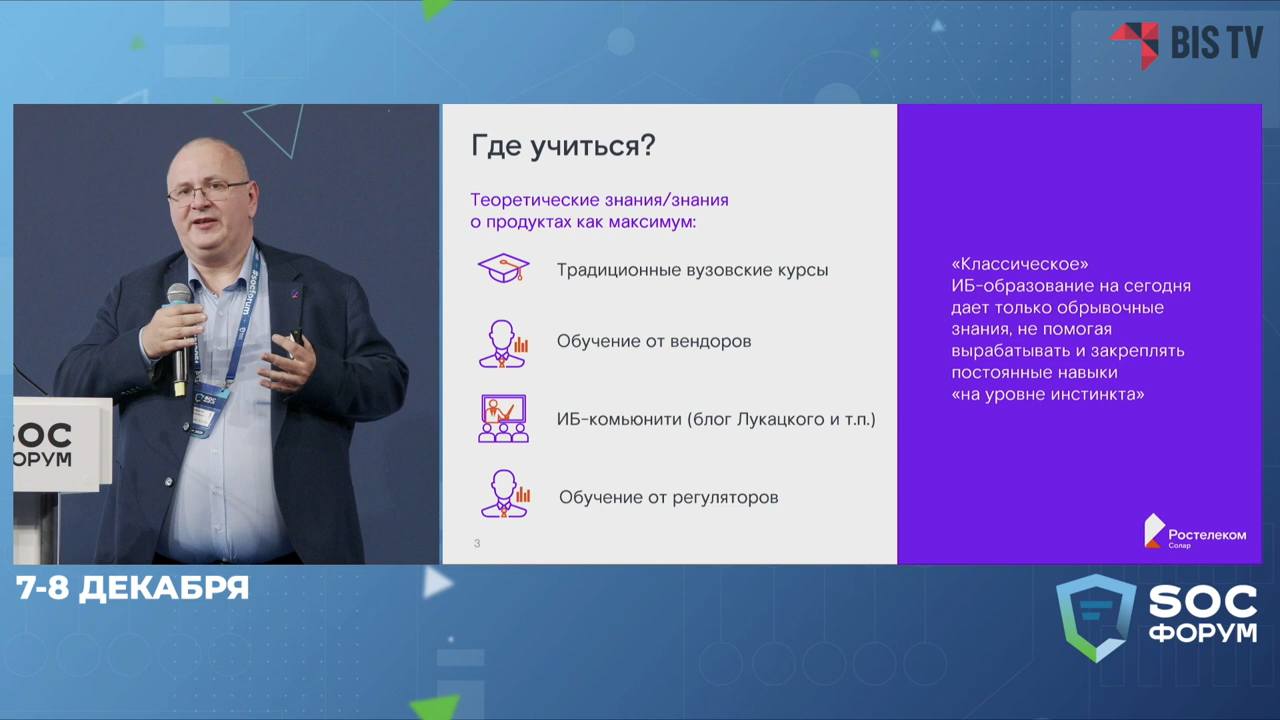 BIS TV
Где учиться?
Теоретические знания/знания
о продуктах как максимум:
Традиционные вузовские курсы
Обучение от вендоров
ИБ-комьюнити (блог Лукацкого и т.п.)
Обучение от регуляторов
3
«Классическое»
ИБ-образование на сегодня
дает только обрывочные
знания, не помогая
вырабатывать и закреплять
постоянные навыки
«на уровне инстинкта»
Ростелеком
Солар
#socforum
SOC
ОРУМ
7-8 ДЕКАБРЯ
SOC
ФОРУМ